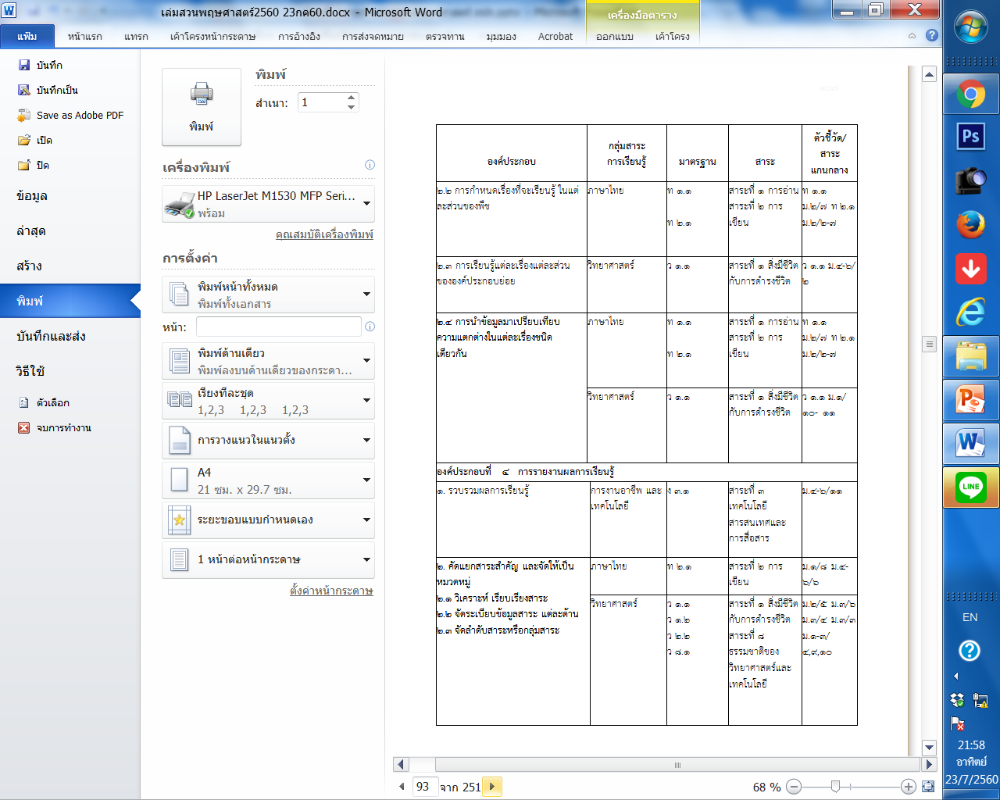 เล่มสวนพฤษศาสตร์2560 23กค60.docx - Microsoft Word
เครื่องมือตาราง
แฟ้ม หน้าแรก แทรก เค้าโครงหน้ากระดาษ การอ้างอิง การส่งจดหมาย ตรวจทาน มุมมอง Acrobat ออกแบบ เค้าโครง
บันทึก
บันทึกเป็น
Save as Adobe PDF
เปิด
ปิด
ข้อมูล
ล่าสุด
สร้าง
พิมพ์
บันทึกและส่ง
วิธีใช้
ตัวเลือก
จบการทำงาน
พิมพ์
พิมพ์
สำเนา: 1
เครื่องพิมพ์
HP LaserJet M1530 MFP Seri...
พร้อม
คุณสมบัติเครื่องพิมพ์
การตั้งค่า
พิมพ์หน้าทั้งหมด
พิมพ์ทั้งเอกสาร
หน้า:
พิมพ์ด้านเดียว
พิมพ์ลงบนด้านเดียวของกระดา...
เรียงทีละชุด
1,2,3 1,2,3 1,2,3
การวางแนวในแนวตั้ง
A4
21 ซม. x 29.7 ซม.
ระยะขอบแบบกำหนดเอง
1 หน้าต่อหน้ากระดาษ
ตั้งค่าหน้ากระดาษ
องค์ประกอบ
กลุ่มสาระ
การเรียนรู้
มาตรฐาน
สาระ
ตัวชี้วัด/
สาระ
แกนกลาง
๒.๒ การกำหนดเรื่องที่จะเรียนรู้ ในแต่
ละส่วนของพืช
ภาษาไทย
ท ๑.๑
ท ๒.๑
สาระที่ ๑ การอ่าน
สาระที่ ๒ การ
เขียน
ท ๑.๑
ม.๒/๗ ท ๒.๑
ม.๒/๒-๗
๒.๓ การเรียนรู้แต่ละเรื่องแต่ละส่วน
ขององค์ประกอบย่อย
วิทยาศาสตร์
ว ๑.๑
สาระที่ ๑ สิ่งมีชีวิต
กับการดำรงชีวิต
ว ๑.๑ ม.๔-๖/
๒
๒.๔ การนำข้อมูลมาเปรียบเทียบ
ความแตกต่างในแต่ละเรื่องชนิด
เดียวกัน
ภาษาไทย
ท ๑.๑
ท ๒.๑
สาระที่ ๑ การอ่าน
สาระที่ ๒ การ
เขียน
ท ๑.๑
ม.๒/๗ ท ๒.๑
ม.๒/๒-๗
วิทยาศาสตร์
ว ๑.๑
สาระที่ ๑ สิ่งมีชีวิต
กับการดำรงชีวิต
ว ๑.๑ ม.๑/
๑๐- ๑๑
องค์ประกอบที่ ๔ การรายงานผลการเรียนรู้
๑. รวบรวมผลการเรียนรู้
การงานอาชีพ และ
เทคโนโลยี
ง ๓.๑
สาระที่ ๓
เทคโนโลยี
สารสนเทศและ
การสื่อสาร
ม.๔-๖/๑๑
๒. คัดแยกสาระสำคัญ และจัดให้เป็น
หมวดหมู่
๒.๑ วิเคราะห์ เรียบเรียงสาระ
๒.๒ จัดระเบียบข้อมูลสาระ แต่ละด้าน
๒.๓ จัดลำดับสาระหรือกลุ่มสาระ
ภาษาไทย
ท ๒.๑
สาระที่ ๒ การ
เขียน
ม.๑/๘ ม.๔-
๖/๖
วิทยาศาสตร์
ว ๑.๑
ว ๑.๒
ว ๒.๒
ว ๘.๑
สาระที่ ๑ สิ่งมีชีวิต
กับการดำรงชีวิต
สาระที่ ๘
ธรรมชาติของ
วิทยาศาสตร์และ
เทคโนโลยี
ม.๒/๕ ม.๓/๖
ม.๓/๔ ม.๓/๓
ม.๑-๓/
๔,๙,๑๐
93 จาก 251
68 %
Ps
LINE
EN
21:58
อาทิตย์
23/7/2560